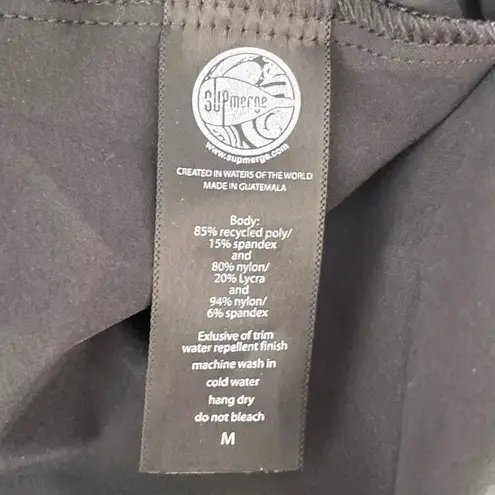 SUPmerge
www.supmerge.com
CREATED IN WATERS OF THE WORLD
MADE IN GUATEMALA
Body:
85% recycled poly/
15% spandex
and
80% nylon/
20% Lycra
and
94% nylon/
6% spandex
Exlusive of trim
water repellent finish
machine wash in
cold water
hang dry
do not bleach
M